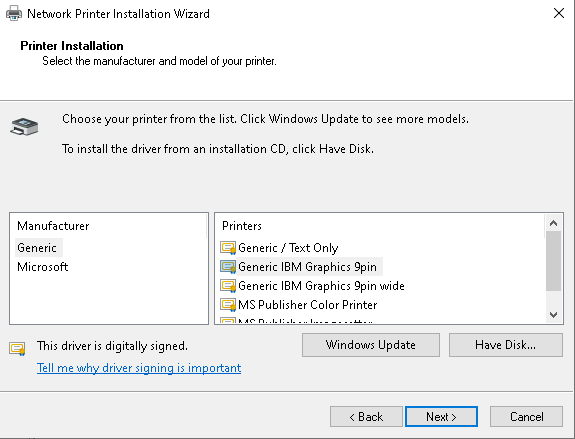 Network Printer Installation Wizard
Printer Installation
Select the manufacturer and model of your printer.
Choose your printer from the list. Click Windows Update to see more models.
To install the driver from an installation CD, click Have Disk.
Manufacturer
Generic
Microsoft
Printers
Generic / Text Only
Generic IBM Graphics 9pin
Generic IBM Graphics 9pin wide
MS Publisher Color Printer
MS Publisher Imagesetter
This driver is digitally signed.
Tell me why driver signing is important
Windows Update
Have Disk...
< Back
Next >
Cancel